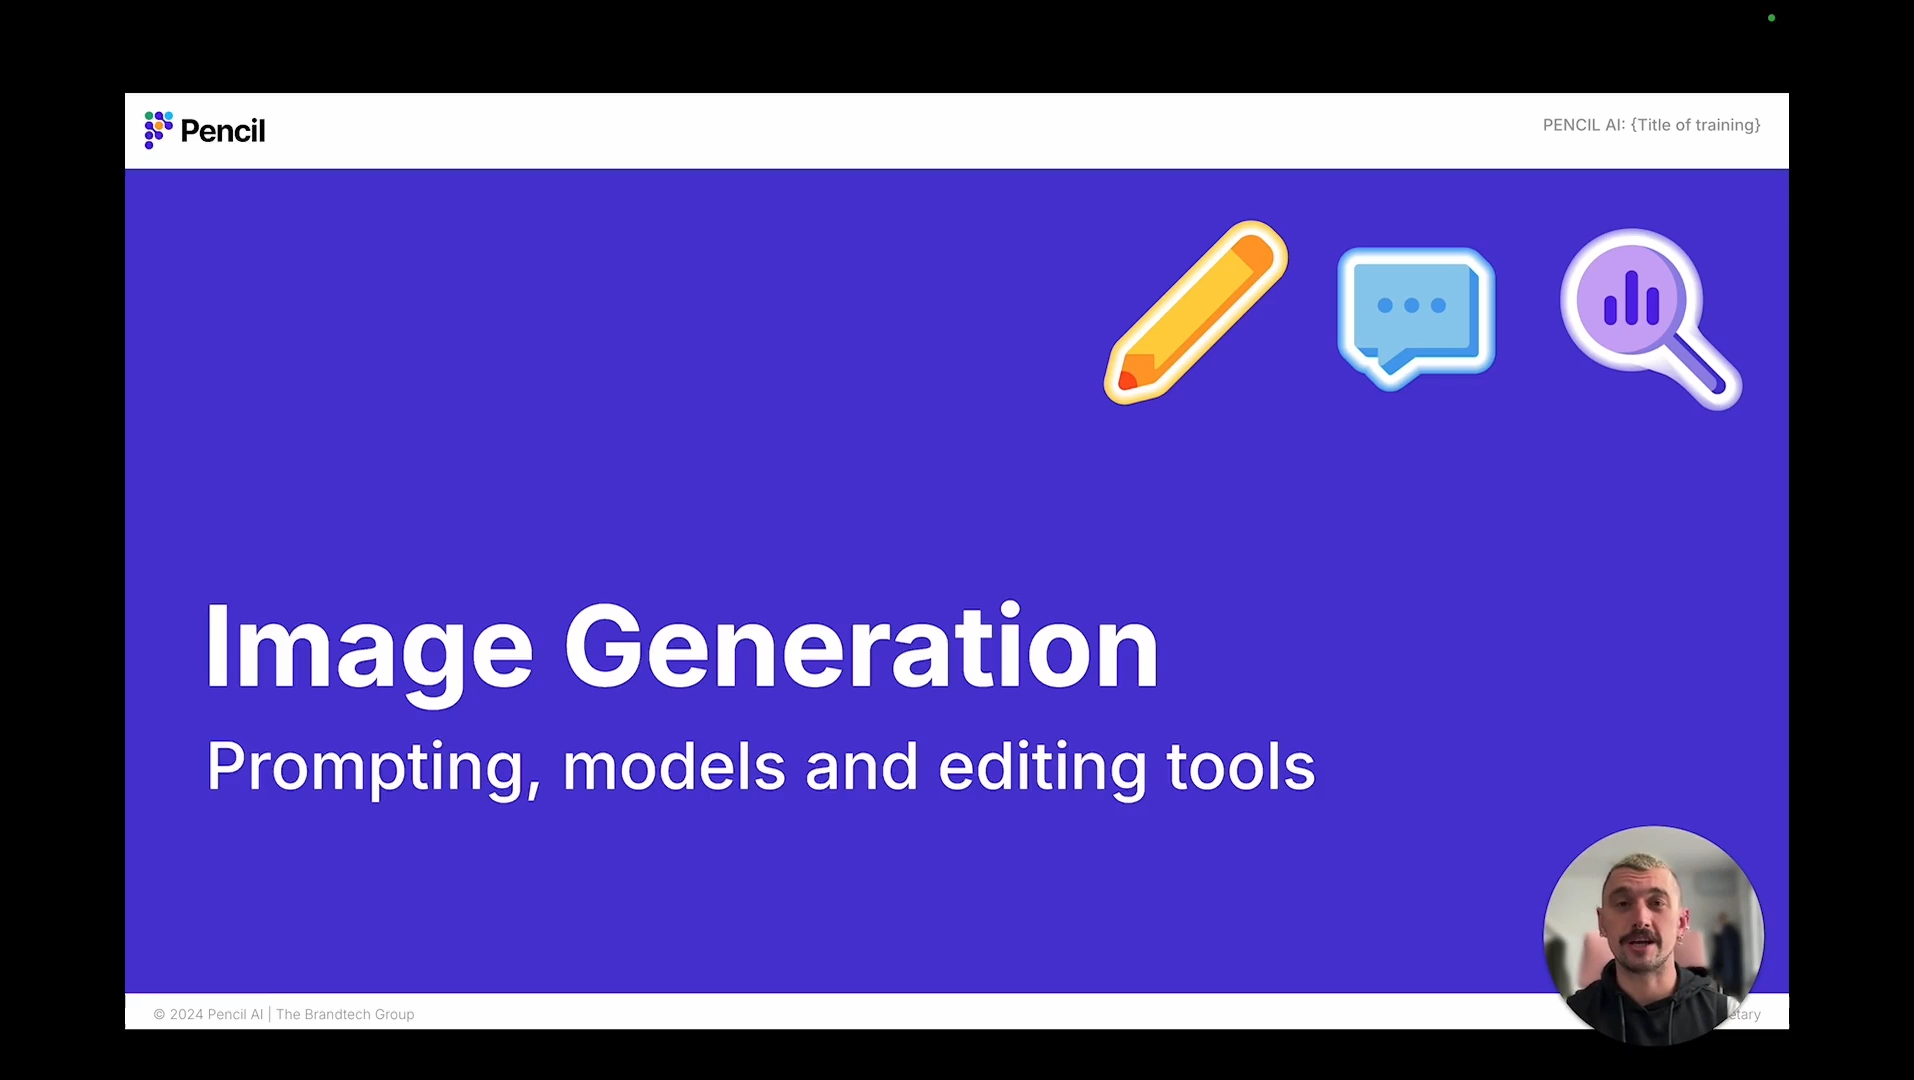 Pencil
PENCIL AI: {Title of training}
Image Generation
Prompting, models and editing tools
© 2024 Pencil AI | The Brandtech Group